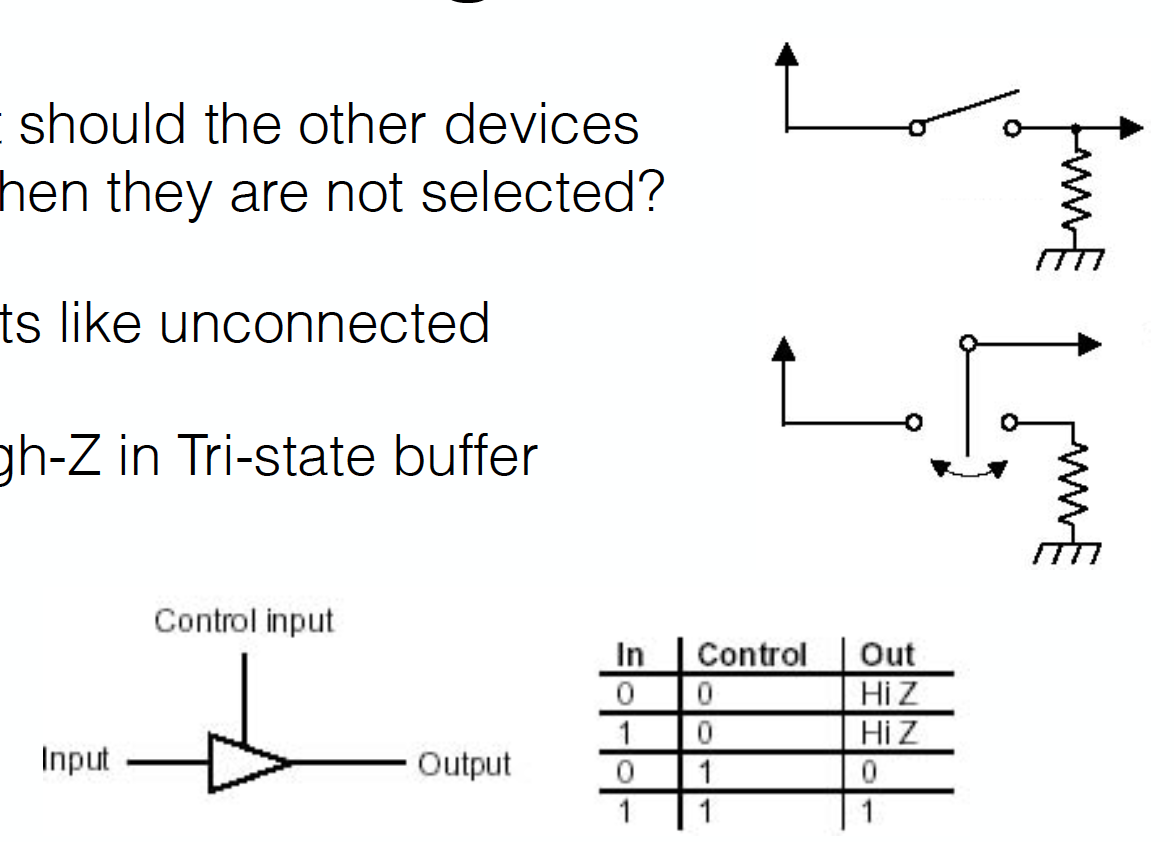 should the other devices
hen they are not selected?
ts like unconnected
gh-Z in Tri-state buffer
Control input
Input
Output
In Control Out
0 0 Hi Z
1 0 Hi Z
0 1 0
1 1 1